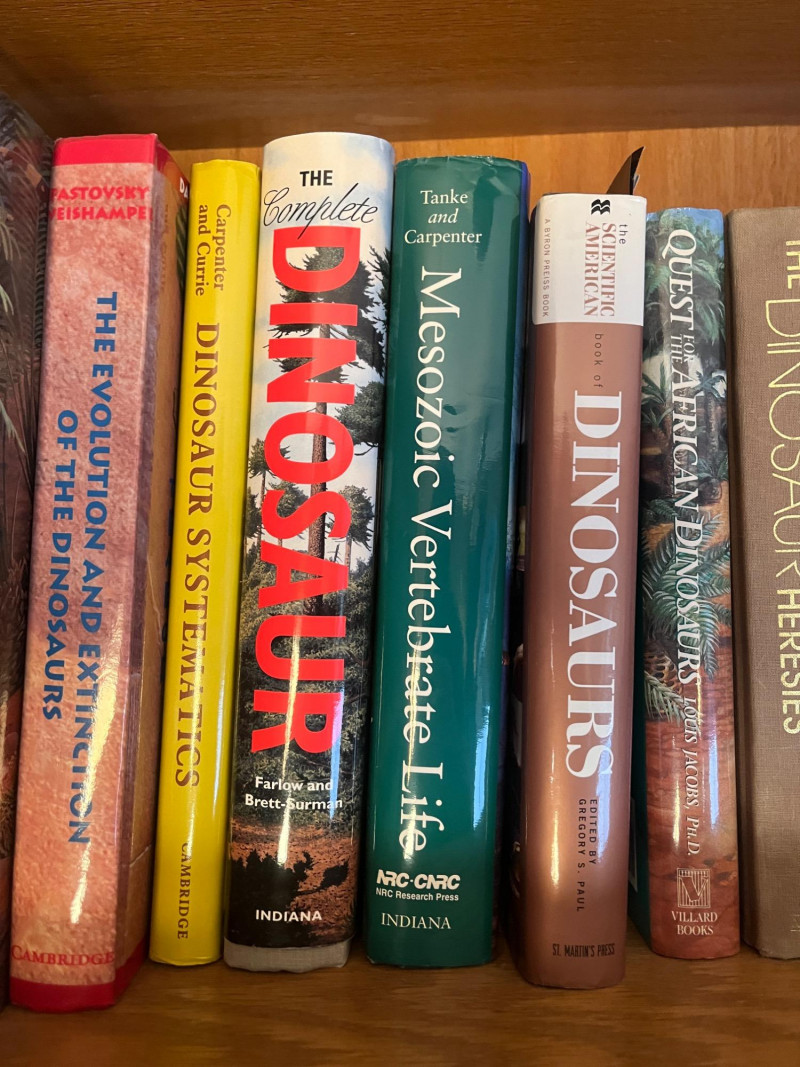 FASTOVSKY
WEISHAMPEL
THE EVOLUTION AND EXTINCTION
OF THE DINOSAURS
CAMBRIDGE
Carpenter
and Currie
DINOSAUR SYSTEMATICS
CAMBRIDGE
THE
Complete
DINOSAUR
Farlow and
Brett-Surman
INDIANA
Tanke
and
Carpenter
Mesozoic Vertebrate Life
NRC·CNRC
NRC Research Press
INDIANA
the
SCIENTIFIC
AMERICAN
A BYRON PREISS BOOK
book of
DINOSAURS
EDITED BY
GREGORY S. PAUL
ST. MARTIN'S PRESS
QUEST FOR THE AFRICAN DINOSAURS
LOUIS JACOBS, PH.D.
VILLARD
BOOKS
THE DINOSAUR HERESIES